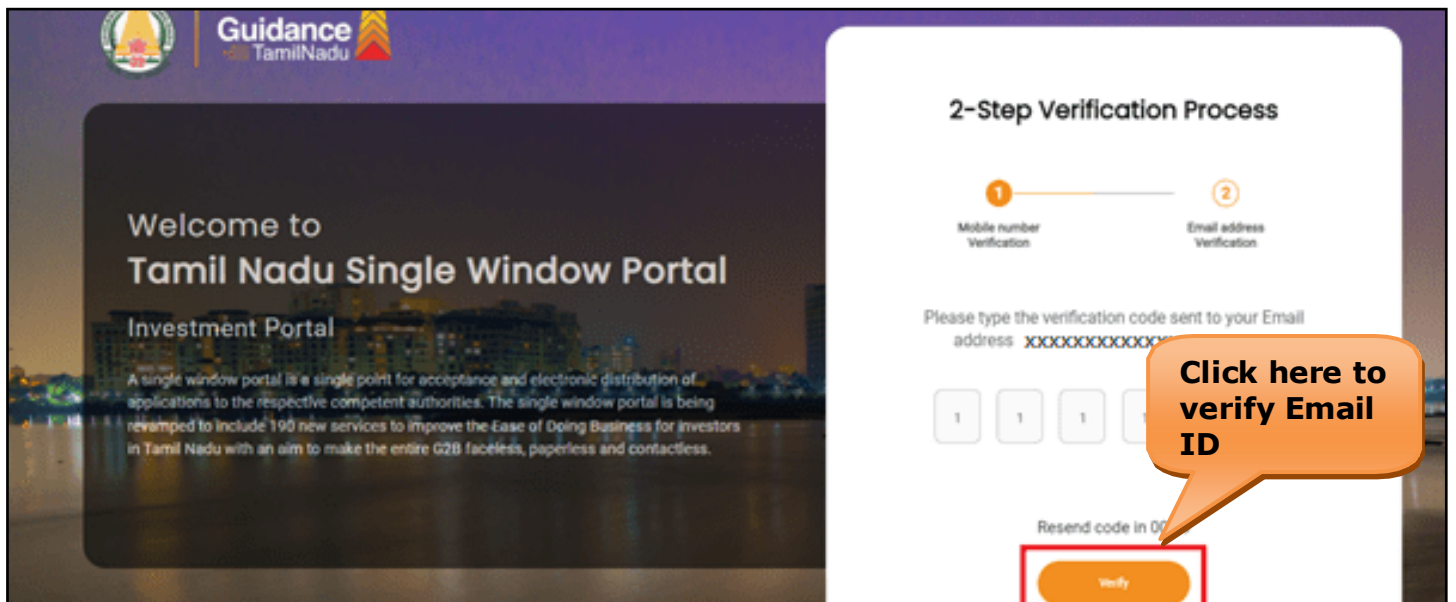 Guidance
TamilNadu
Welcome to
Tamil Nadu Single Window Portal
Investment Portal
A single window portal is a single point for acceptance and electronic distribution of
applications to the respective competent authorities. The single window portal is being
revamped to include 190 new services to improve the Ease of Doing Business for investors
in Tamil Nadu with an aim to make the entire G2B faceless, paperless and contactless.
2-Step Verification Process
1
2
Mobile number
Verification
Email address
Verification
Please type the verification code sent to your Email
address XXXXXXXXXXXX
1 1 1 1
Click here to
verify Email
ID
Resend code in
Verify